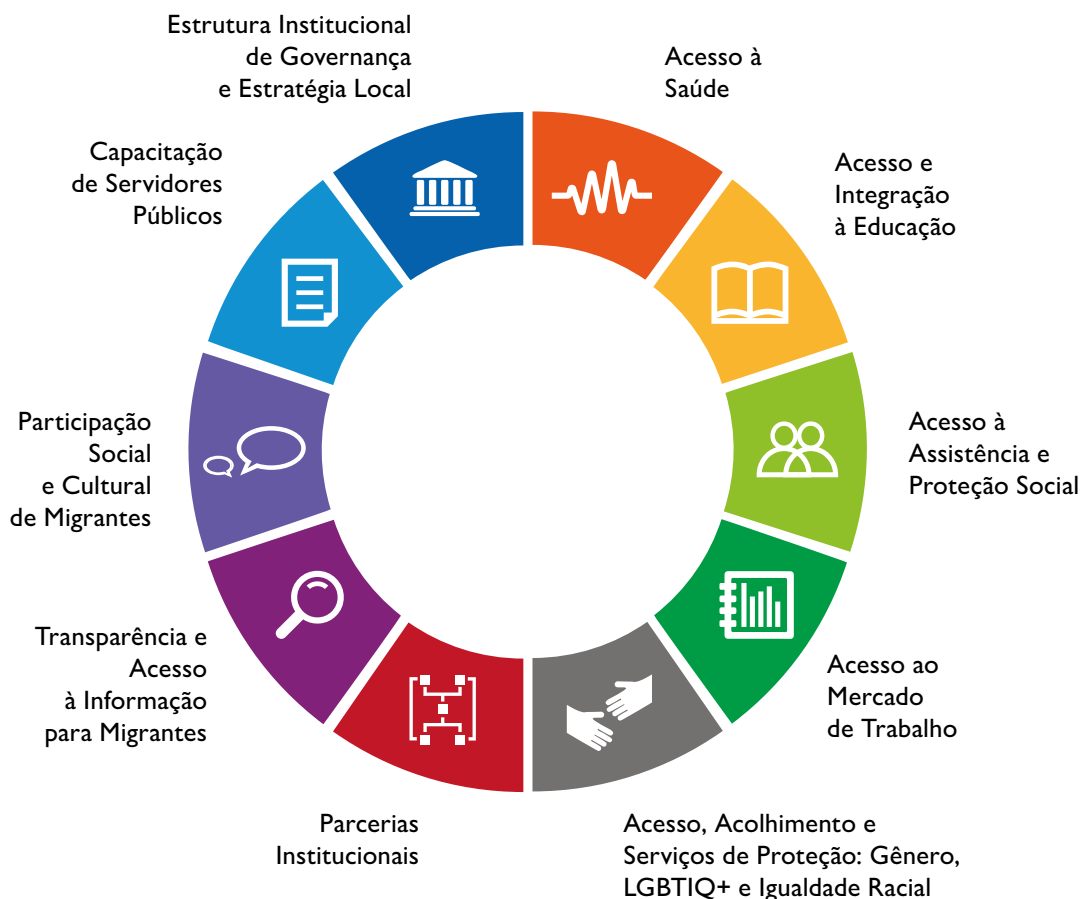 Estrutura Institucional
de Governança
e Estratégia Local
Acesso à
Saúde
Acesso e
Integração
à Educação
Acesso à
Assistência e
Proteção Social
Acesso ao
Mercado
de Trabalho
Acesso, Acolhimento e
Serviços de Proteção: Gênero,
LGBTIQ+ e Igualdade Racial
Parcerias
Institucionais
Transparência e
Acesso
à Informação
para Migrantes
Participação
Social
e Cultural
de Migrantes
Capacitação
de Servidores
Públicos